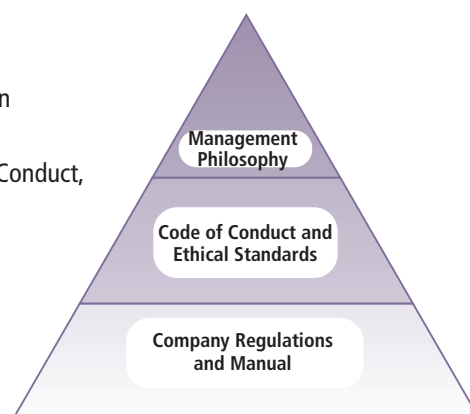 n
Conduct,
Management
Philosophy
Code of Conduct and
Ethical Standards
Company Regulations
and Manual